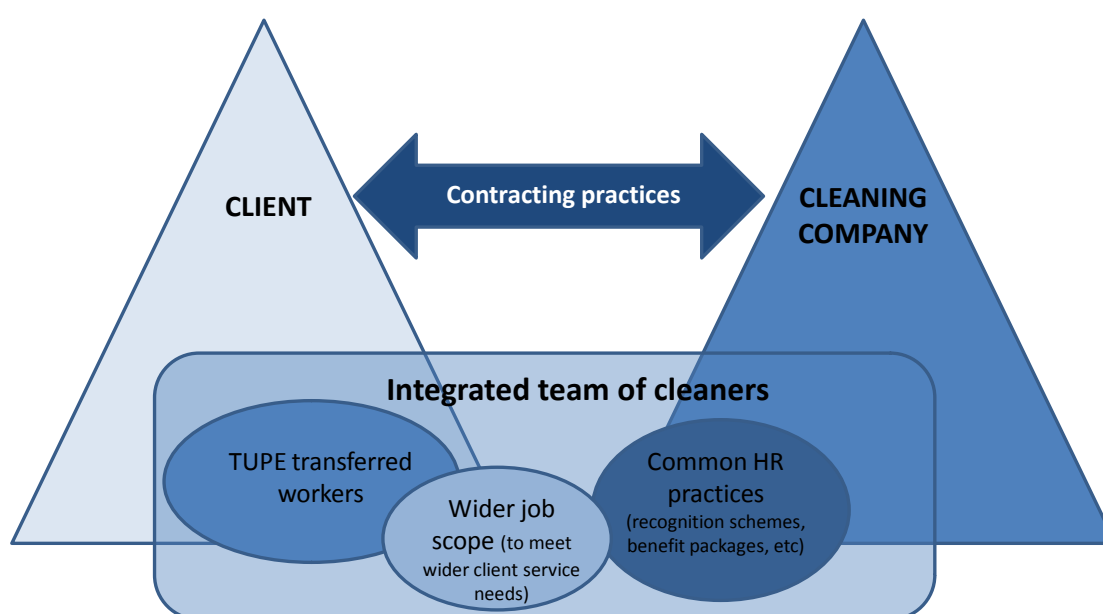 CLIENT
Contracting practices
CLEANING
COMPANY
Integrated team of cleaners
TUPE transferred
workers
Wider job
scope (to meet
wider client service
needs)
Common HR
practices
(recognition schemes,
benefit packages, etc)